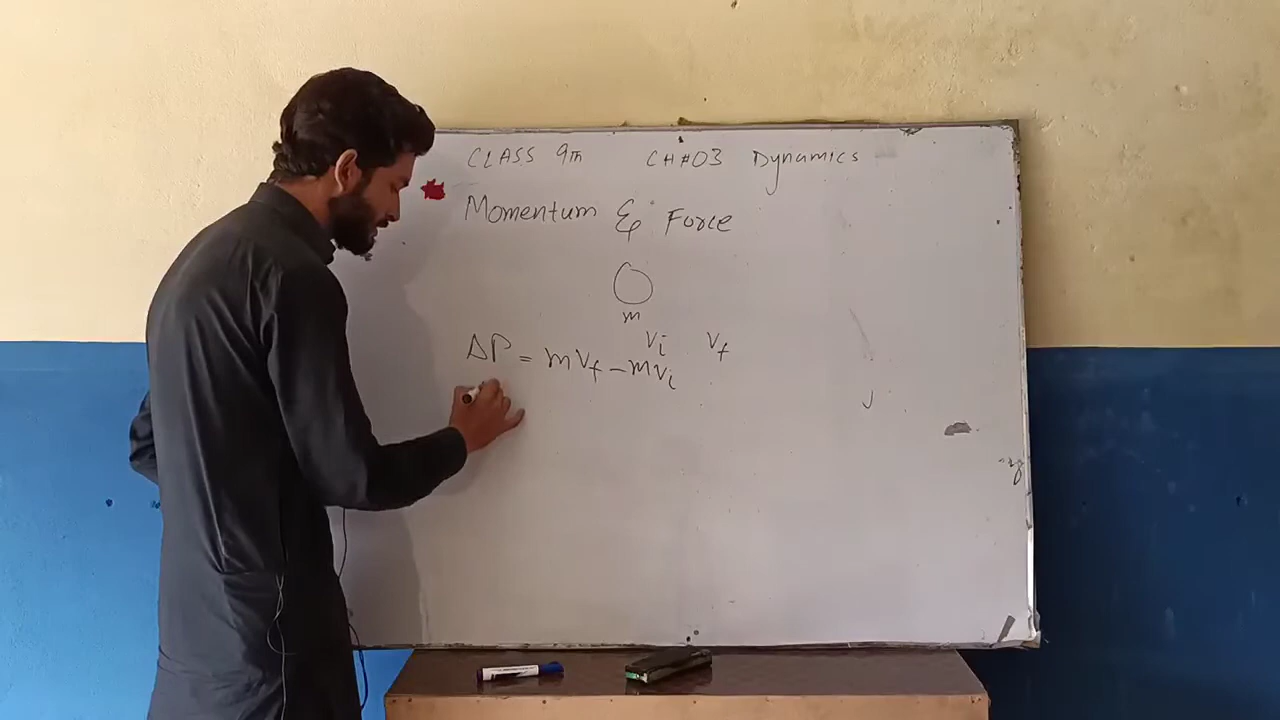 CLASS 9TH CH#03 Dynamics
Momentum & Force
m
Vi Vf
ΔP = mVf - mVi